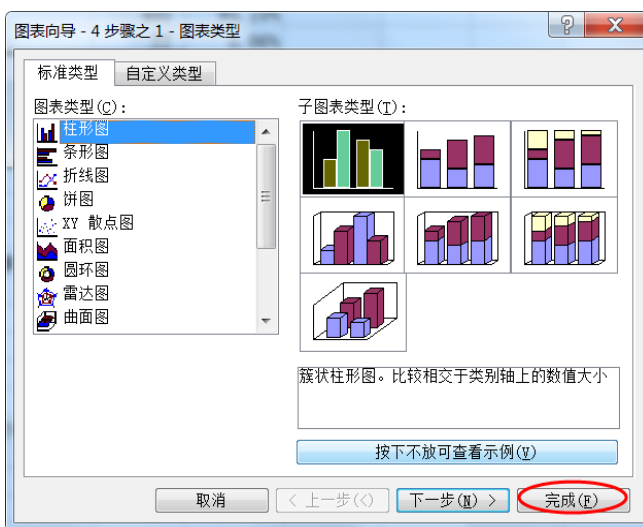 图表向导 - 4 步骤之 1 - 图表类型
标准类型 自定义类型
图表类型(C): 子图表类型(T):
柱形图
条形图
折线图
饼图
XY 散点图
面积图
圆环图
雷达图
曲面图
簇状柱形图。比较相交于类别轴上的数值大小
按下不放可查看示例(V)
取消 < 上一步(<) 下一步(N) > 完成(F)